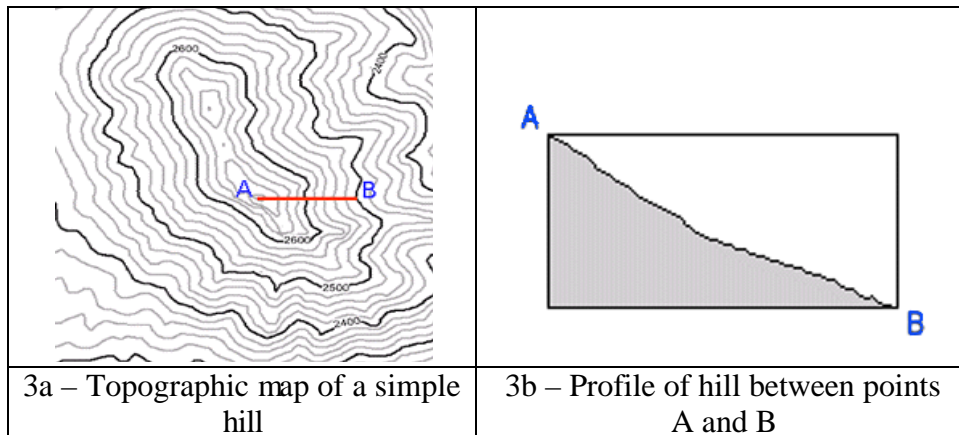 2600
2400
A
B
2600
2500
2400
A
B
3a – Topographic map of a simple
hill
3b – Profile of hill between points
A and B